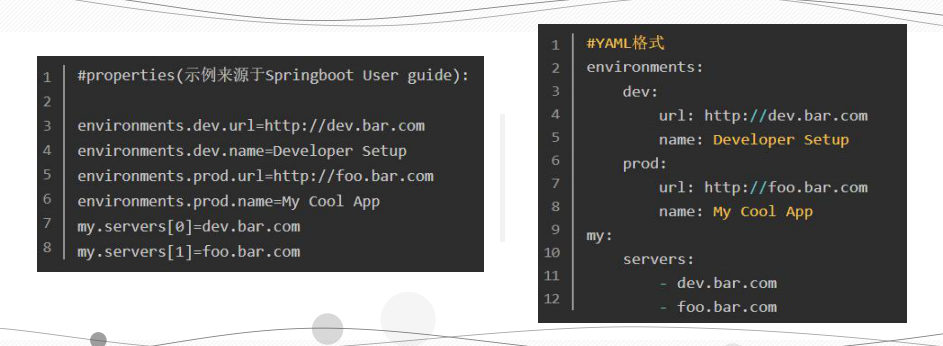 1 #properties(示例来源于Springboot User guide):
2
3 environments.dev.url=http://dev.bar.com
4 environments.dev.name=Developer Setup
5 environments.prod.url=http://foo.bar.com
6 environments.prod.name=My Cool App
7 my.servers[0]=dev.bar.com
8 my.servers[1]=foo.bar.com
1 #YAML格式
2 environments:
3     dev:
4         url: http://dev.bar.com
5         name: Developer Setup
6     prod:
7         url: http://foo.bar.com
8         name: My Cool App
9 my:
10     servers:
11         - dev.bar.com
12         - foo.bar.com